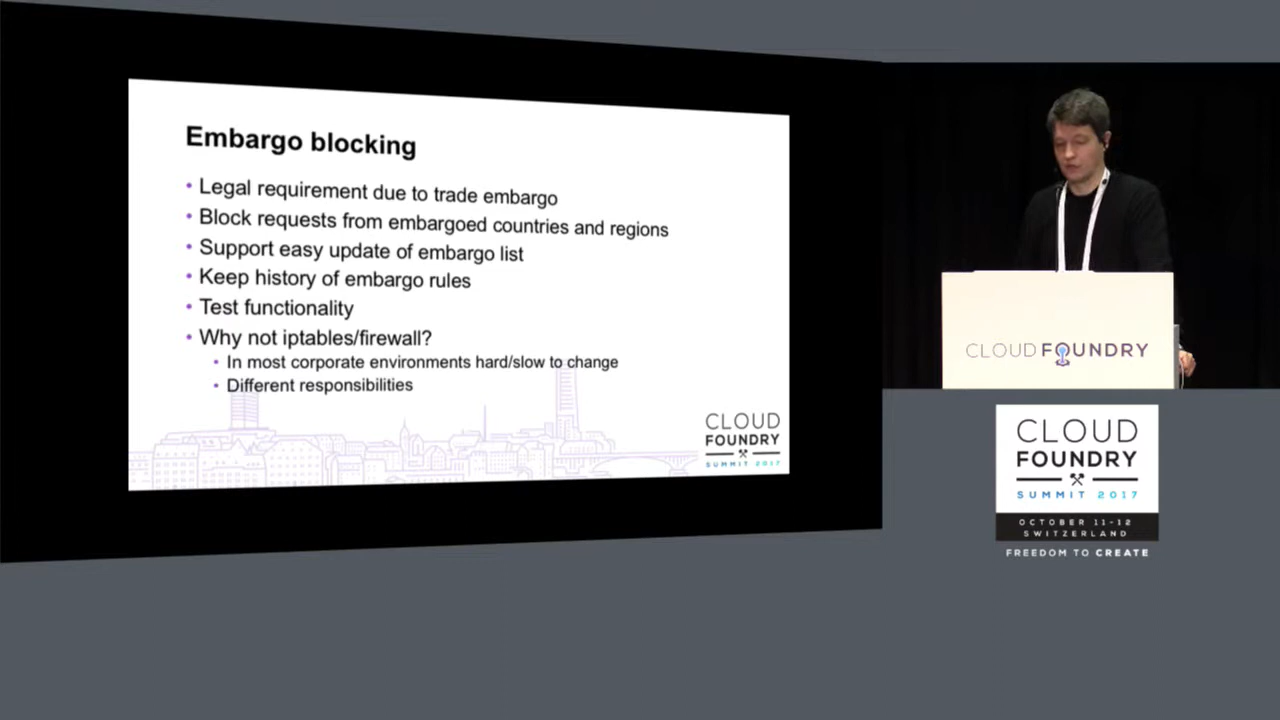 Embargo blocking
• Legal requirement due to trade embargo
• Block requests from embargoed countries and regions
• Support easy update of embargo list
• Keep history of embargo rules
• Test functionality
• Why not iptables/firewall?
• In most corporate environments hard/slow to change
• Different responsibilities
CLOUD
FOUNDRY
SUMMIT 2017
CLOUD FOUNDRY
CLOUD
FOUNDRY
SUMMIT 2017
OCTOBER 11-12
SWITZERLAND
FREEDOM TO CREATE